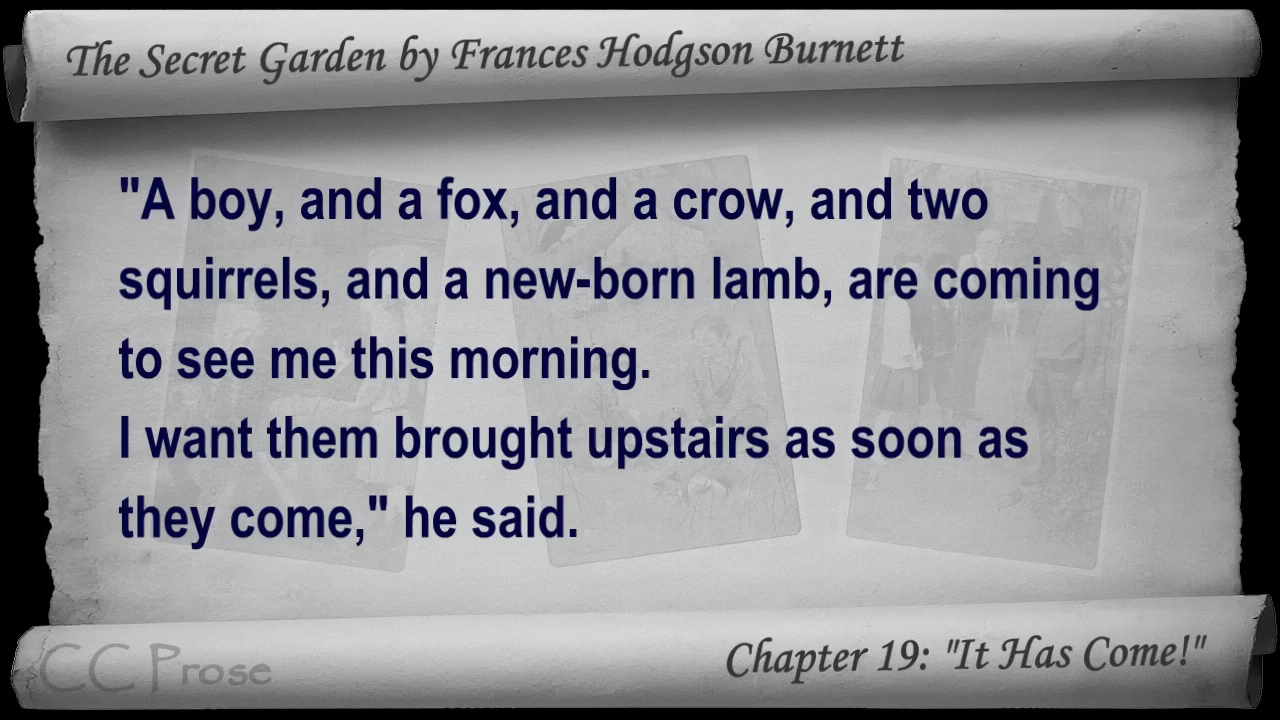 The Secret Garden by Frances Hodgson Burnett
"A boy, and a fox, and a crow, and two
squirrels, and a new-born lamb, are coming
to see me this morning.
I want them brought upstairs as soon as
they come," he said.
CC Prose
Chapter 19: "It Has Come!"